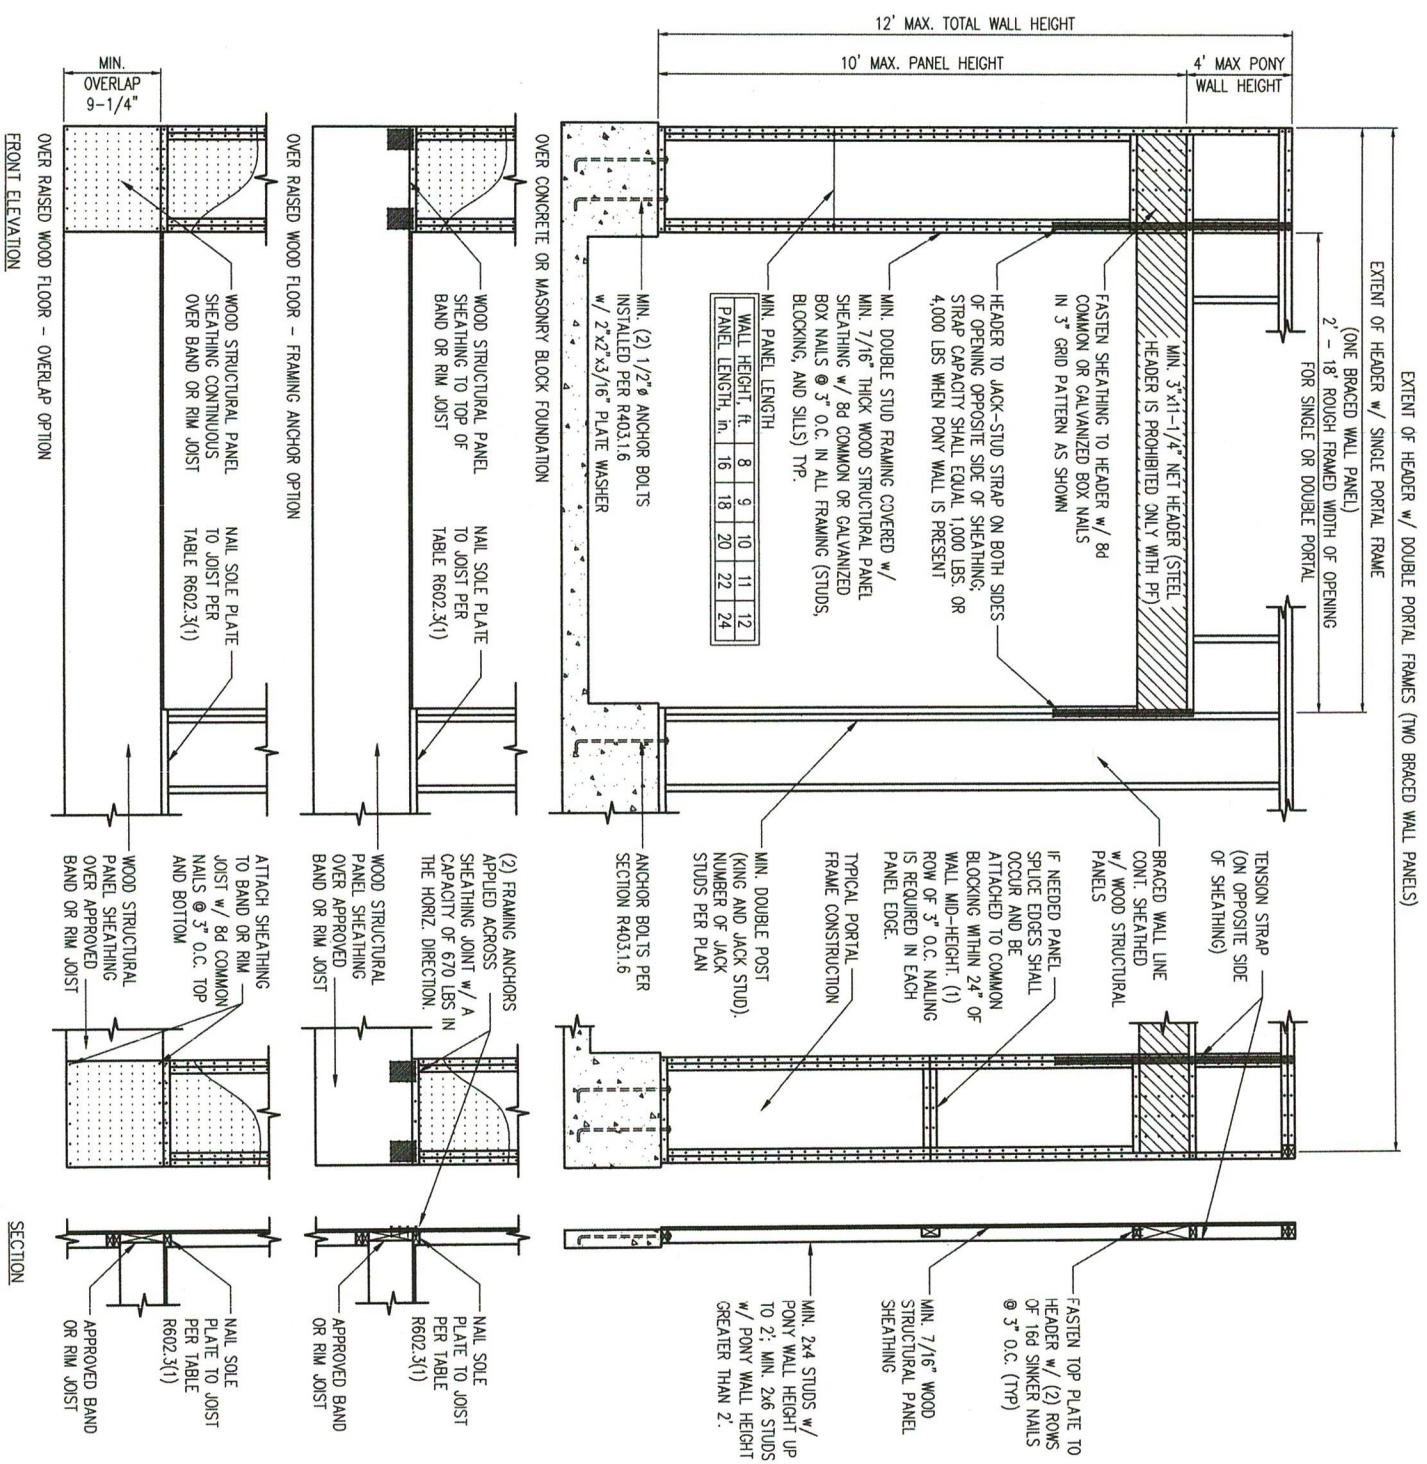 EXTENT OF HEADER w/ DOUBLE PORTAL FRAMES (TWO BRACED WALL PANELS)
EXTENT OF HEADER w/ SINGLE PORTAL FRAME
(ONE BRACED WALL PANEL)
2' - 18' ROUGH FRAMED WIDTH OF OPENING
FOR SINGLE OR DOUBLE PORTAL
12' MAX. TOTAL WALL HEIGHT
10' MAX. PANEL HEIGHT
4' MAX PONY
WALL HEIGHT
MIN. 3"x11-1/4" NET HEADER (STEEL
HEADER IS PROHIBITED ONLY WITH PF)
FASTEN SHEATHING TO HEADER w/ 8d
COMMON OR GALVANIZED BOX NAILS
IN 3" GRID PATTERN AS SHOWN
HEADER TO JACK-STUD STRAP ON BOTH SIDES
OF OPENING OPPOSITE SIDE OF SHEATHING;
STRAP CAPACITY SHALL EQUAL 1,000 LBS. OR
4,000 LBS WHEN PONY WALL IS PRESENT
MIN. DOUBLE STUD FRAMING COVERED w/
MIN. 7/16" THICK WOOD STRUCTURAL PANEL
SHEATHING w/ 8d COMMON OR GALVANIZED
BOX NAILS @ 3" O.C. IN ALL FRAMING (STUDS,
BLOCKING, AND SILLS) TYP.
MIN. PANEL LENGTH
WALL HEIGHT, ft. 8 9 10 11 12
PANEL LENGTH, in. 16 18 20 22 24
MIN. (2) 1/2"ø ANCHOR BOLTS
INSTALLED PER R403.1.6
w/ 2"x2"x3/16" PLATE WASHER
TENSION STRAP
(ON OPPOSITE SIDE
OF SHEATHING)
BRACED WALL LINE
CONT. SHEATHED
w/ WOOD STRUCTURAL
PANELS
IF NEEDED PANEL
SPLICE EDGES SHALL
OCCUR AND BE
ATTACHED TO COMMON
BLOCKING WITHIN 24" OF
WALL MID-HEIGHT. (1)
ROW OF 3" O.C. NAILING
IS REQUIRED IN EACH
PANEL EDGE.
TYPICAL PORTAL
FRAME CONSTRUCTION
MIN. DOUBLE POST
(KING AND JACK STUD).
NUMBER OF JACK
STUDS PER PLAN
ANCHOR BOLTS PER
SECTION R403.1.6
FASTEN TOP PLATE TO
HEADER w/ (2) ROWS
OF 16d SINKER NAILS
@ 3" O.C. (TYP)
MIN. 7/16" WOOD
STRUCTURAL PANEL
SHEATHING
MIN. 2x4 STUDS w/
PONY WALL HEIGHT UP
TO 2'; MIN. 2x6 STUDS
w/ PONY WALL HEIGHT
GREATER THAN 2'.
OVER CONCRETE OR MASONRY BLOCK FOUNDATION
WOOD STRUCTURAL PANEL
SHEATHING TO TOP OF
BAND OR RIM JOIST
NAIL SOLE PLATE
TO JOIST PER
TABLE R602.3(1)
(2) FRAMING ANCHORS
APPLIED ACROSS
SHEATHING JOINT w/ A
CAPACITY OF 670 LBS IN
THE HORIZ. DIRECTION.
WOOD STRUCTURAL
PANEL SHEATHING
OVER APPROVED
BAND OR RIM JOIST
NAIL SOLE
PLATE TO JOIST
PER TABLE
R602.3(1)
APPROVED BAND
OR RIM JOIST
OVER RAISED WOOD FLOOR - FRAMING ANCHOR OPTION
MIN.
OVERLAP
9-1/4"
WOOD STRUCTURAL PANEL
SHEATHING CONTINUOUS
OVER BAND OR RIM JOIST
NAIL SOLE PLATE
TO JOIST PER
TABLE R602.3(1)
ATTACH SHEATHING
TO BAND OR RIM
JOIST w/ 8d COMMON
NAILS @ 3" O.C. TOP
AND BOTTOM
WOOD STRUCTURAL
PANEL SHEATHING
OVER APPROVED
BAND OR RIM JOIST
NAIL SOLE
PLATE TO JOIST
PER TABLE
R602.3(1)
APPROVED BAND
OR RIM JOIST
OVER RAISED WOOD FLOOR - OVERLAP OPTION
FRONT ELEVATION
SECTION